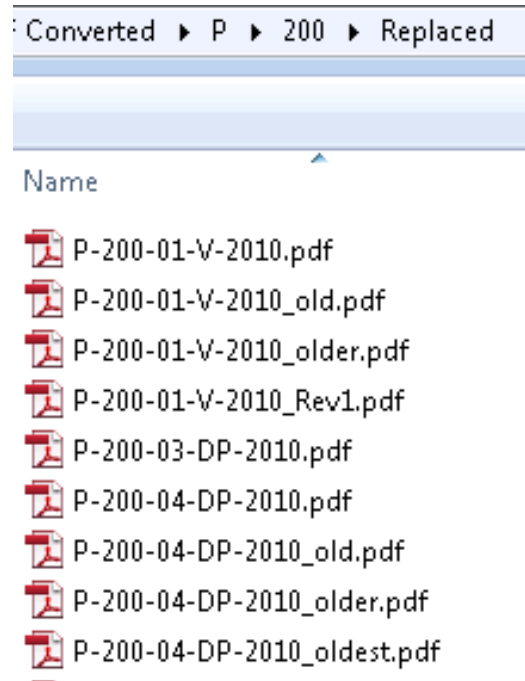 Converted ▸ P ▸ 200 ▸ Replaced
Name
P-200-01-V-2010.pdf
P-200-01-V-2010_old.pdf
P-200-01-V-2010_older.pdf
P-200-01-V-2010_Rev1.pdf
P-200-03-DP-2010.pdf
P-200-04-DP-2010.pdf
P-200-04-DP-2010_old.pdf
P-200-04-DP-2010_older.pdf
P-200-04-DP-2010_oldest.pdf